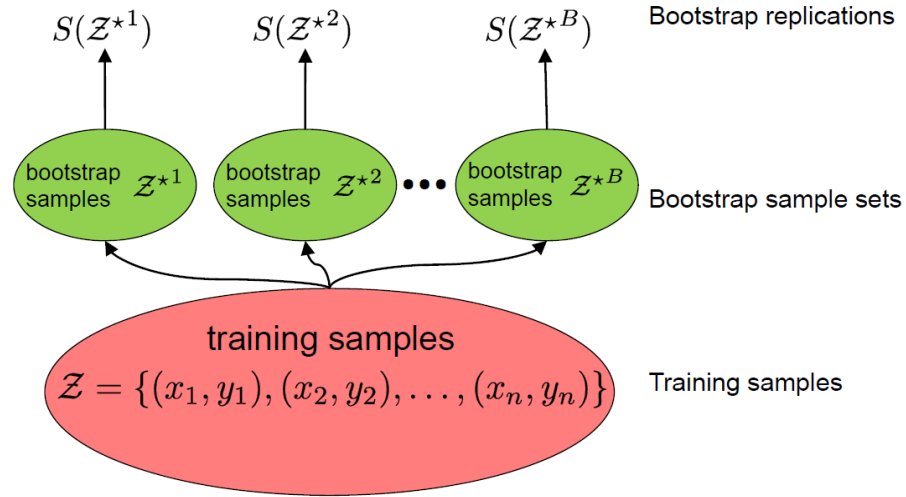 S(𝒵⋆1) S(𝒵⋆2) S(𝒵⋆B) Bootstrap replications
bootstrap samples 𝒵⋆1
bootstrap samples 𝒵⋆2
•••
bootstrap samples 𝒵⋆B
Bootstrap sample sets
training samples
𝒵 = {(x₁, y₁), (x₂, y₂), . . . , (xₙ, yₙ)}
Training samples